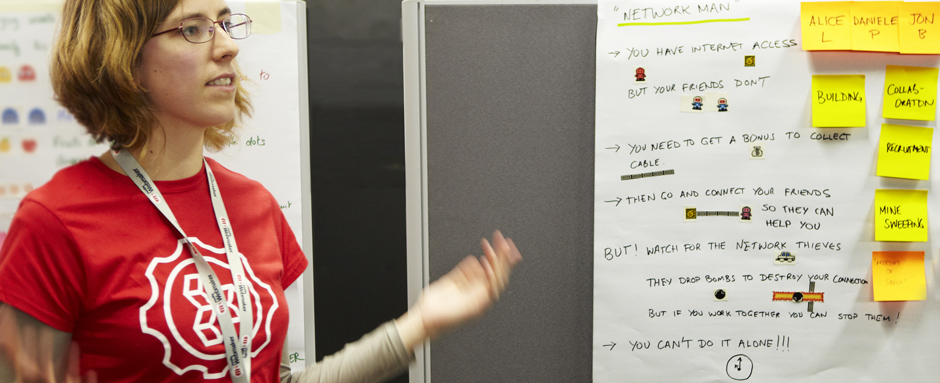 "NETWORK MAN"
→ YOU HAVE INTERNET ACCESS
BUT YOUR FRIENDS DON'T
→ YOU NEED TO GET A BONUS TO COLLECT
CABLE.
→ THEN GO AND CONNECT YOUR FRIENDS
SO THEY CAN
HELP YOU
BUT! WATCH FOR THE NETWORK THIEVES
THEY DROP BOMBS TO DESTROY YOUR CONNECTION
BUT IF YOU WORK TOGETHER YOU CAN STOP THEM!
→ YOU CAN'T DO IT ALONE!!!
ALICE
L
DANIELE
P
JON
B
BUILDING
COLLAB-
ORATION
RECRUITMENT
MINE
SWEEPING
to
dots
ER